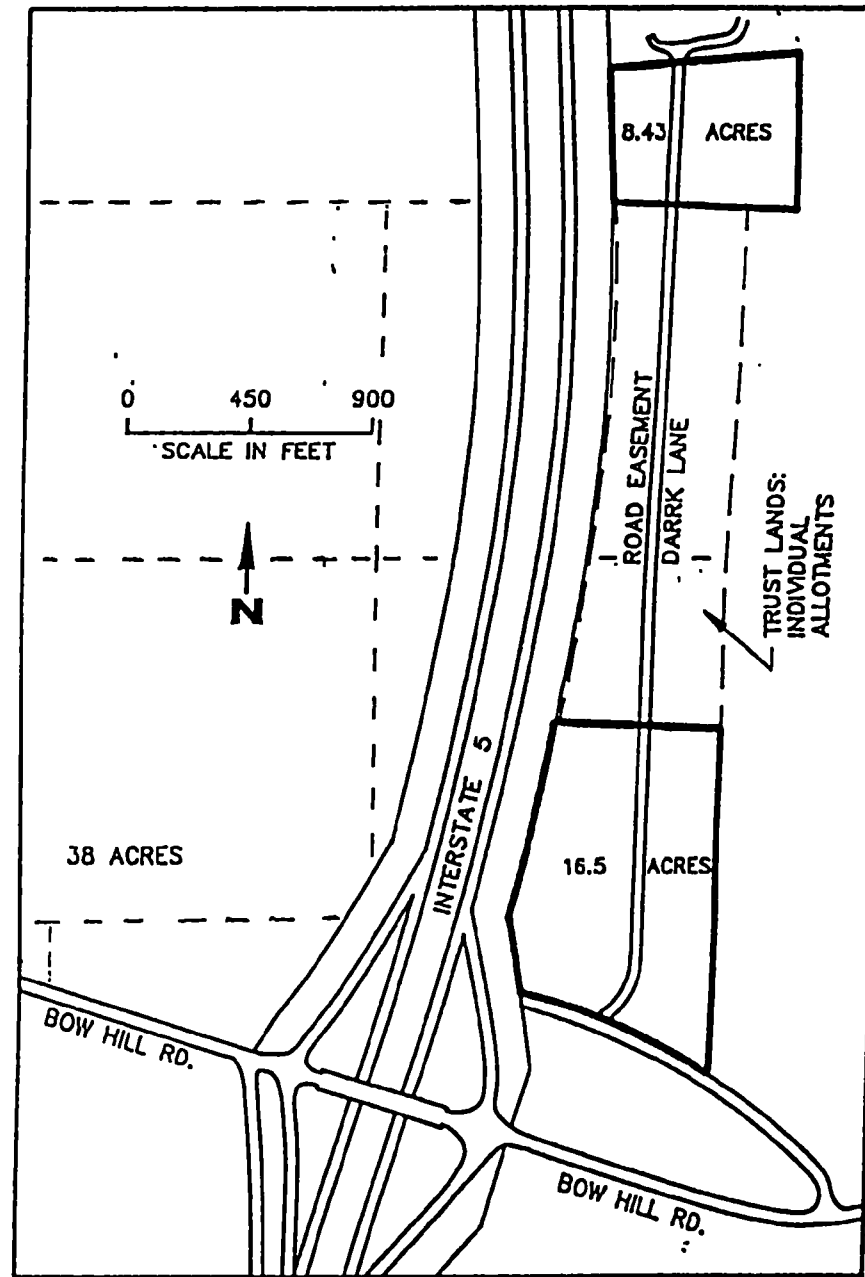 8.43 ACRES
0 450 900
SCALE IN FEET
ROAD EASEMENT
DARRK LANE
TRUST LANDS:
INDIVIDUAL
ALLOTMENTS
N
INTERSTATE 5
38 ACRES
16.5 ACRES
BOW HILL RD.
BOW HILL RD.